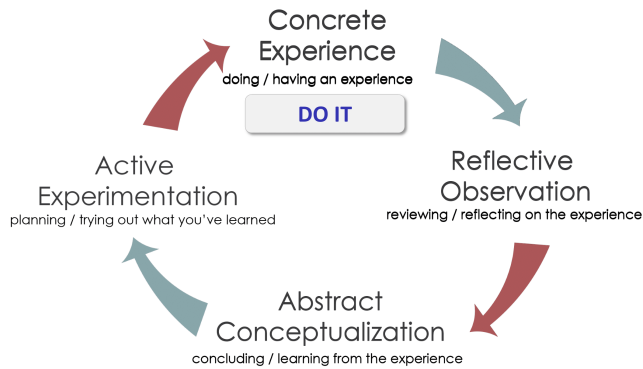 Concrete
Experience
doing / having an experience
DO IT
Reflective
Observation
reviewing / reflecting on the experience
Abstract
Conceptualization
concluding / learning from the experience
Active
Experimentation
planning / trying out what you've learned